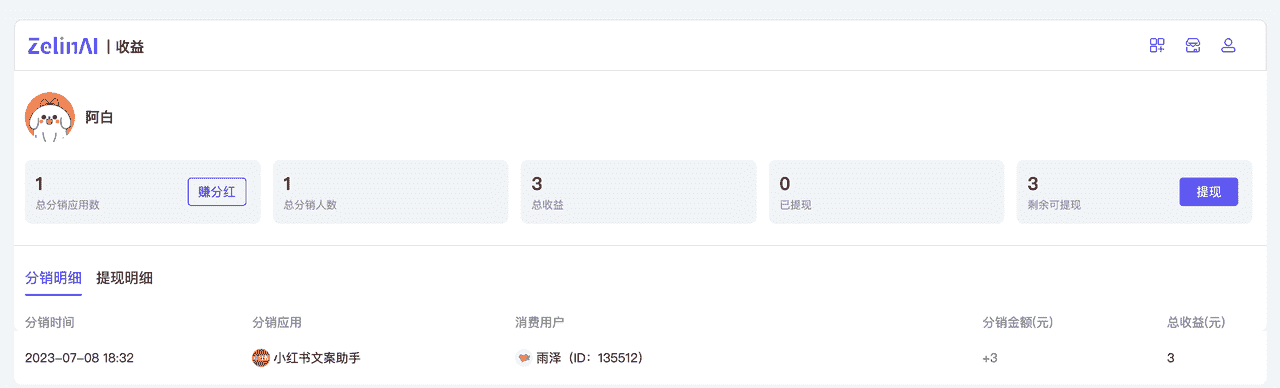 ZelinAI | 收益
阿白
1
总分销应用数
赚分红
1
总分销人数
3
总收益
0
已提现
3
剩余可提现
提现
分销明细 提现明细
分销时间 分销应用 消费用户 分销金额(元) 总收益(元)
2023-07-08 18:32 小红书文案助手 雨泽（ID：135512） +3 3